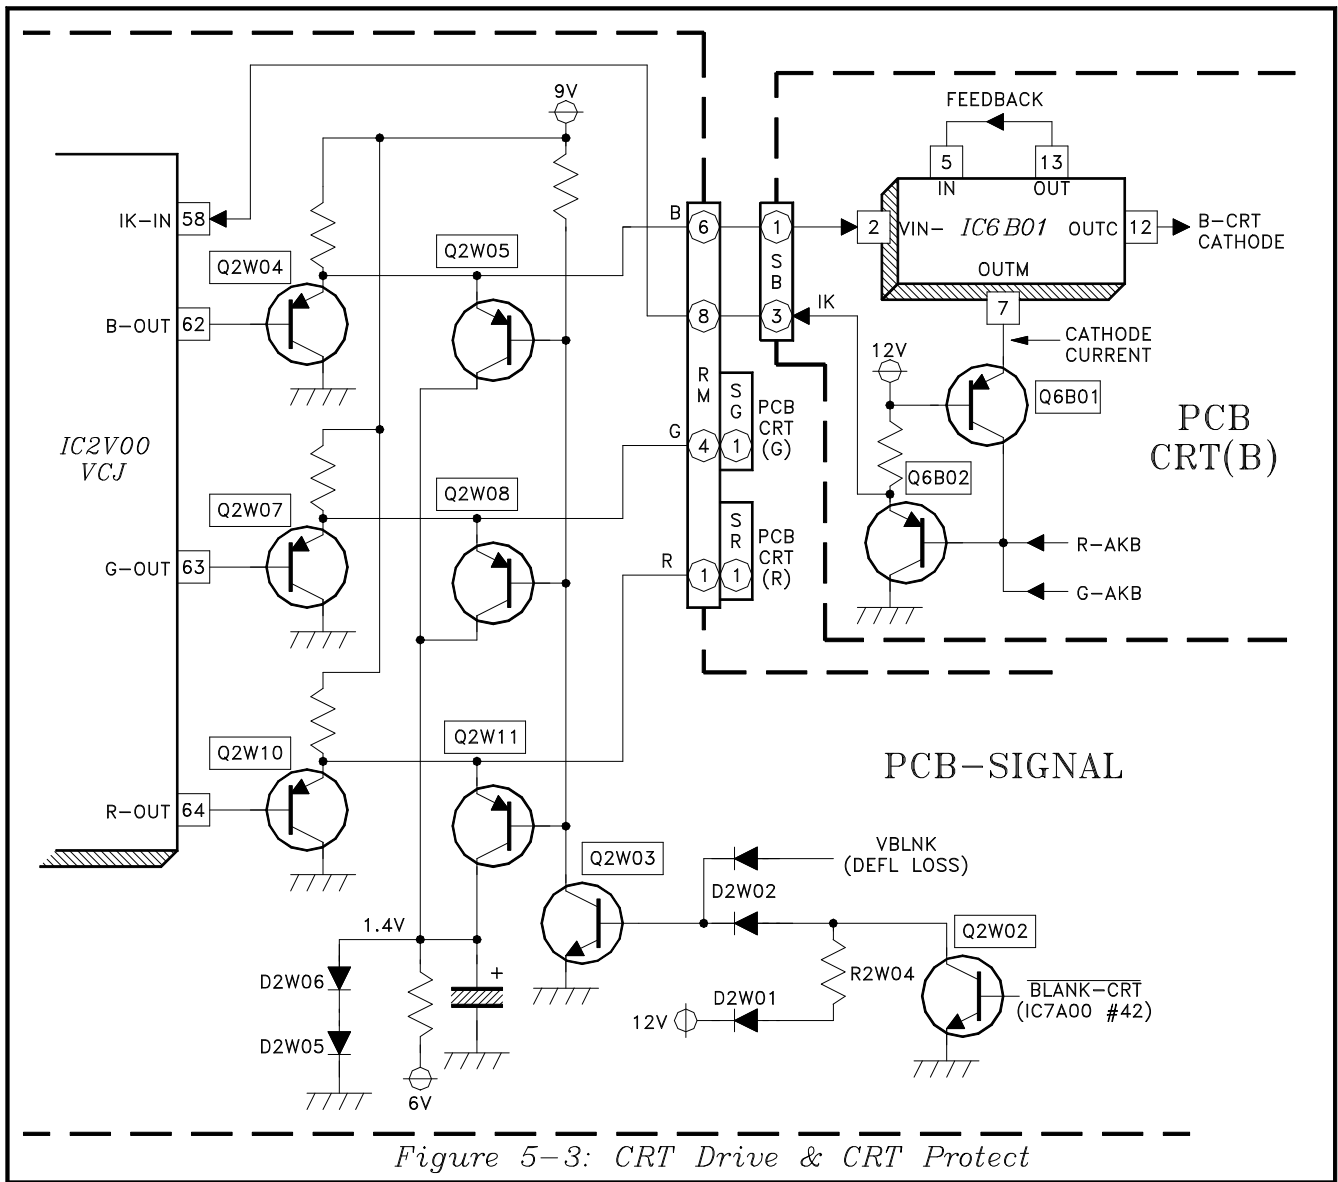 FEEDBACK
9V
5
13
IN
OUT
IK-IN
58
B
6
1
2
VIN-
IC6B01
OUTC
12
B-CRT
CATHODE
Q2W04
Q2W05
S
B
OUTM
B-OUT
62
8
3
IK
7
CATHODE
CURRENT
12V
R
M
S
G
PCB
CRT
(G)
Q6B01
PCB
CRT(B)
G
4
1
IC2V00
VCJ
Q6B02
Q2W07
Q2W08
S
R
PCB
CRT
(R)
R-AKB
G-OUT
63
R
1
1
G-AKB
Q2W10
Q2W11
PCB-SIGNAL
R-OUT
64
Q2W03
VBLNK
(DEFL LOSS)
D2W02
1.4V
Q2W02
D2W06
+
R2W04
BLANK-CRT
(IC7A00 #42)
D2W01
12V
D2W05
6V
Figure 5-3: CRT Drive & CRT Protect